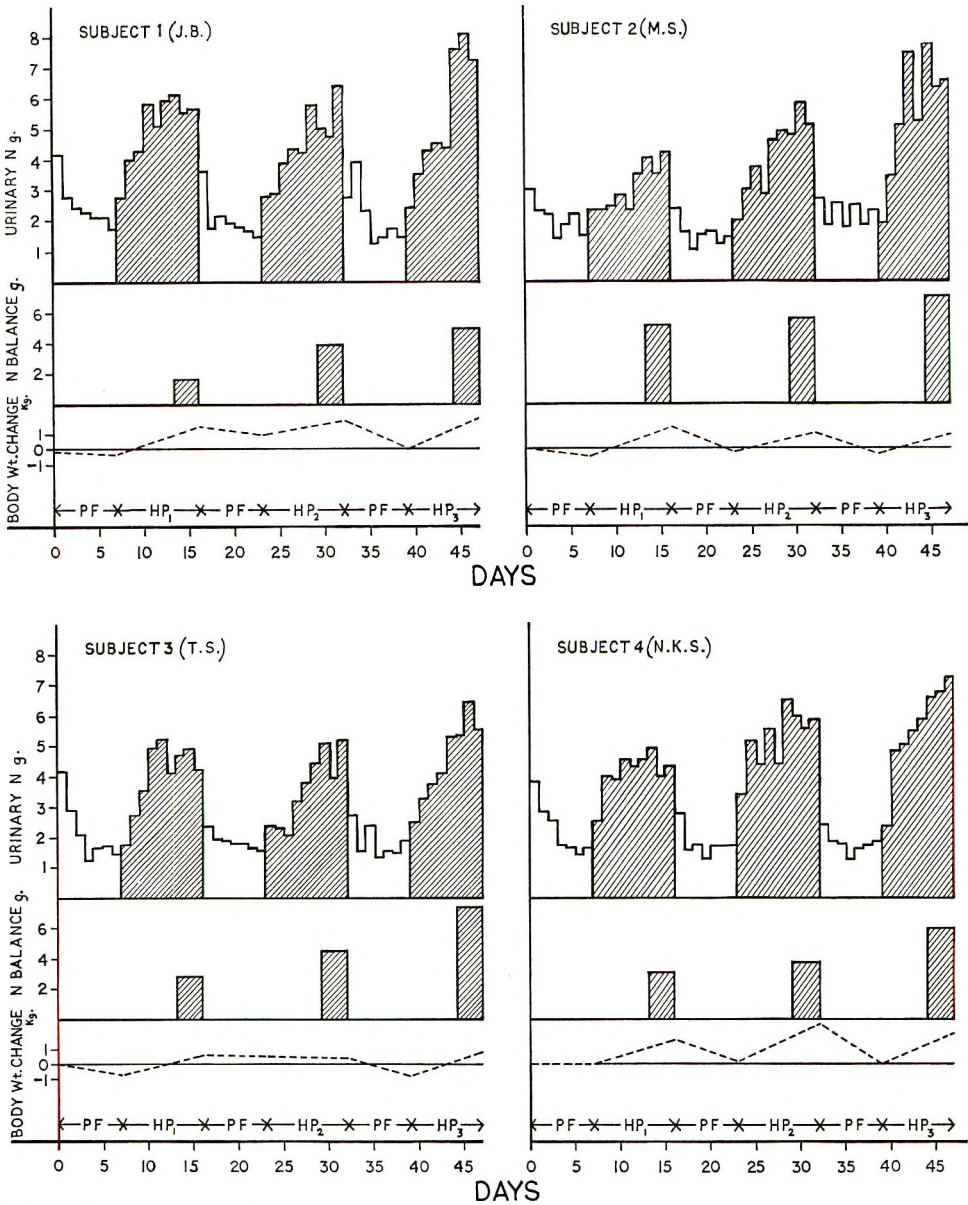 SUBJECT 1 (J.B.)
8
7
6
5
4
3
2
1
URINARY N g.
6
4
2
N BALANCE g.
1
0
-1
BODY Wt. CHANGE Kg.
PF HP1 PF HP2 PF HP3
0 5 10 15 20 25 30 35 40 45
SUBJECT 2 (M.S.)
PF HP1 PF HP2 PF HP3
0 5 10 15 20 25 30 35 40 45
DAYS
SUBJECT 3 (T.S.)
8
7
6
5
4
3
2
1
URINARY N g.
6
4
2
N BALANCE g.
1
0
-1
BODY Wt. CHANGE Kg.
PF HP1 PF HP2 PF HP3
0 5 10 15 20 25 30 35 40 45
SUBJECT 4 (N.K.S.)
PF HP1 PF HP2 PF HP3
0 5 10 15 20 25 30 35 40 45
DAYS